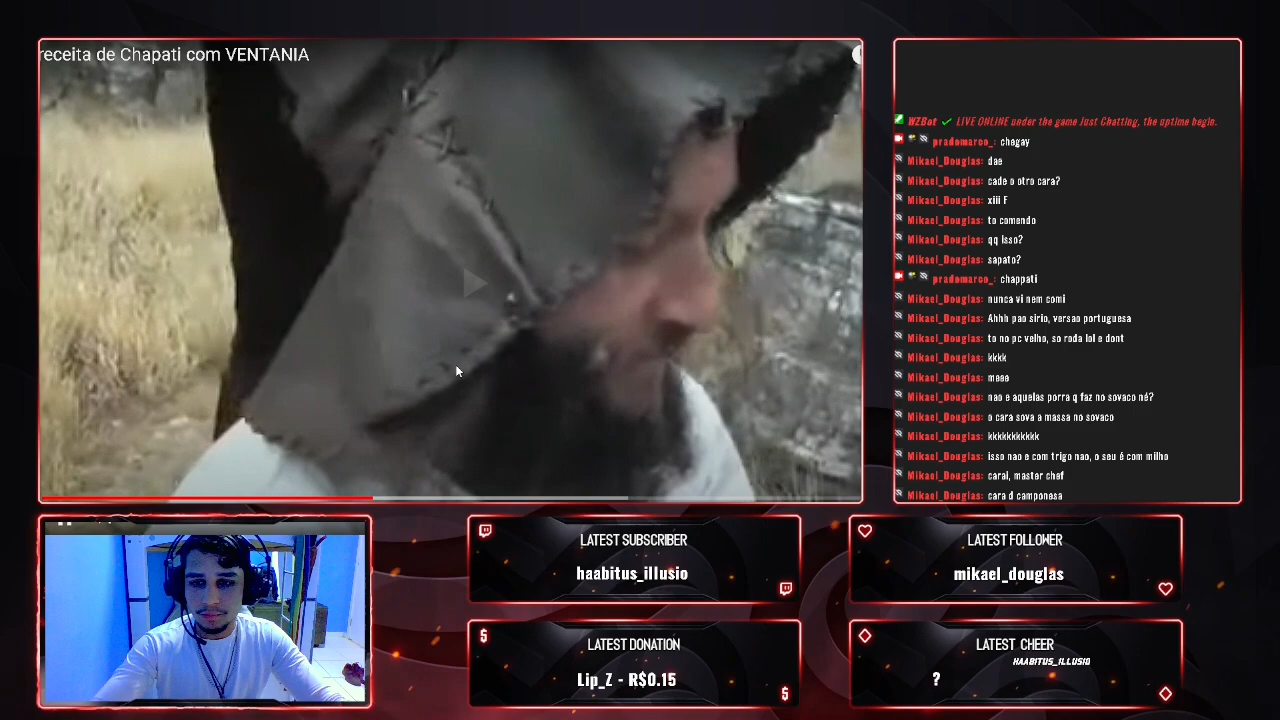 receita de Chapati com VENTANIA
WZBot ✓ LIVE ONLINE under the game Just Chatting, the uptime begin.
pradomarco_: chegay
Mikael_Douglas: dae
Mikael_Douglas: cade o otro cara?
Mikael_Douglas: xiii F
Mikael_Douglas: to comendo
Mikael_Douglas: qq isso?
Mikael_Douglas: sapato?
pradomarco_: chappati
Mikael_Douglas: nunca vi nem comi
Mikael_Douglas: Ahhh pao sirio, versao portuguesa
Mikael_Douglas: to no pc velho, so roda lol e dont
Mikael_Douglas: kkkk
Mikael_Douglas: meee
Mikael_Douglas: nao e aquelas porra q faz no sovaco né?
Mikael_Douglas: o cara sova a massa no sovaco
Mikael_Douglas: kkkkkkkkkkk
Mikael_Douglas: isso nao e com trigo nao, o seu é com milho
Mikael_Douglas: caral, master chef
Mikael_Douglas: cara d camponesa
LATEST SUBSCRIBER
haabitus_illusio
LATEST FOLLOWER
mikael_douglas
LATEST DONATION
Lip_Z - R$0.15
LATEST CHEER
HAABITUS_ILLUSIO
?